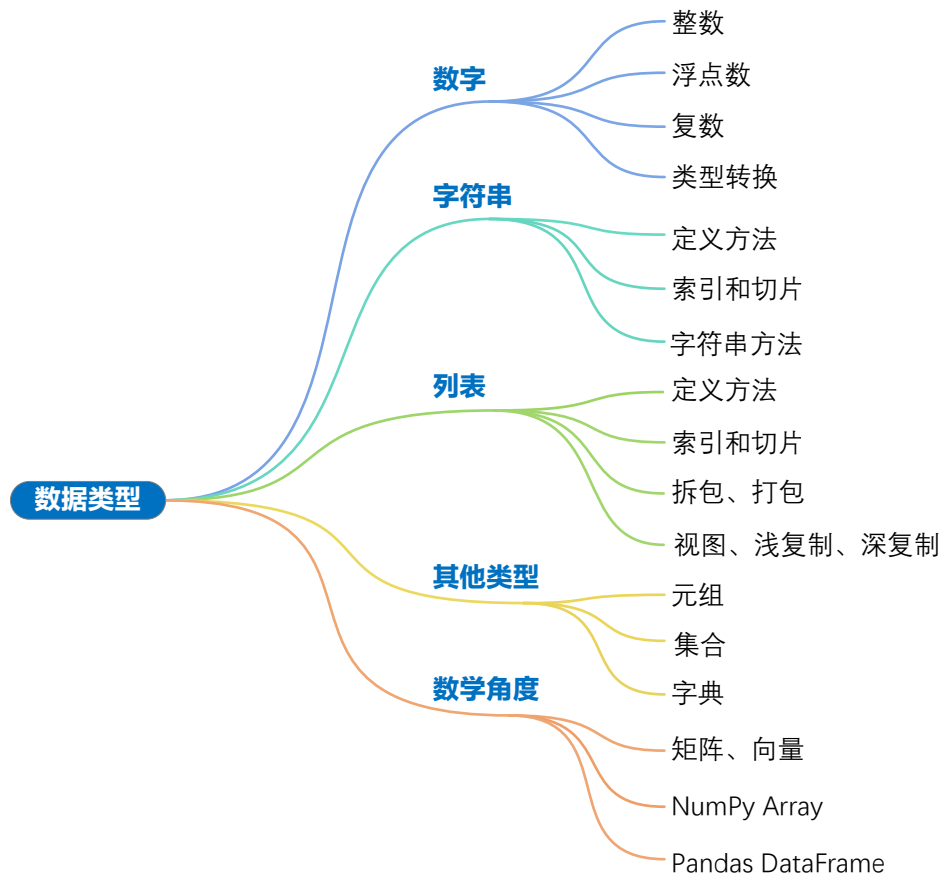 数据类型
数字
整数
浮点数
复数
类型转换
字符串
定义方法
索引和切片
字符串方法
列表
定义方法
索引和切片
拆包、打包
视图、浅复制、深复制
其他类型
元组
集合
字典
数学角度
矩阵、向量
NumPy Array
Pandas DataFrame